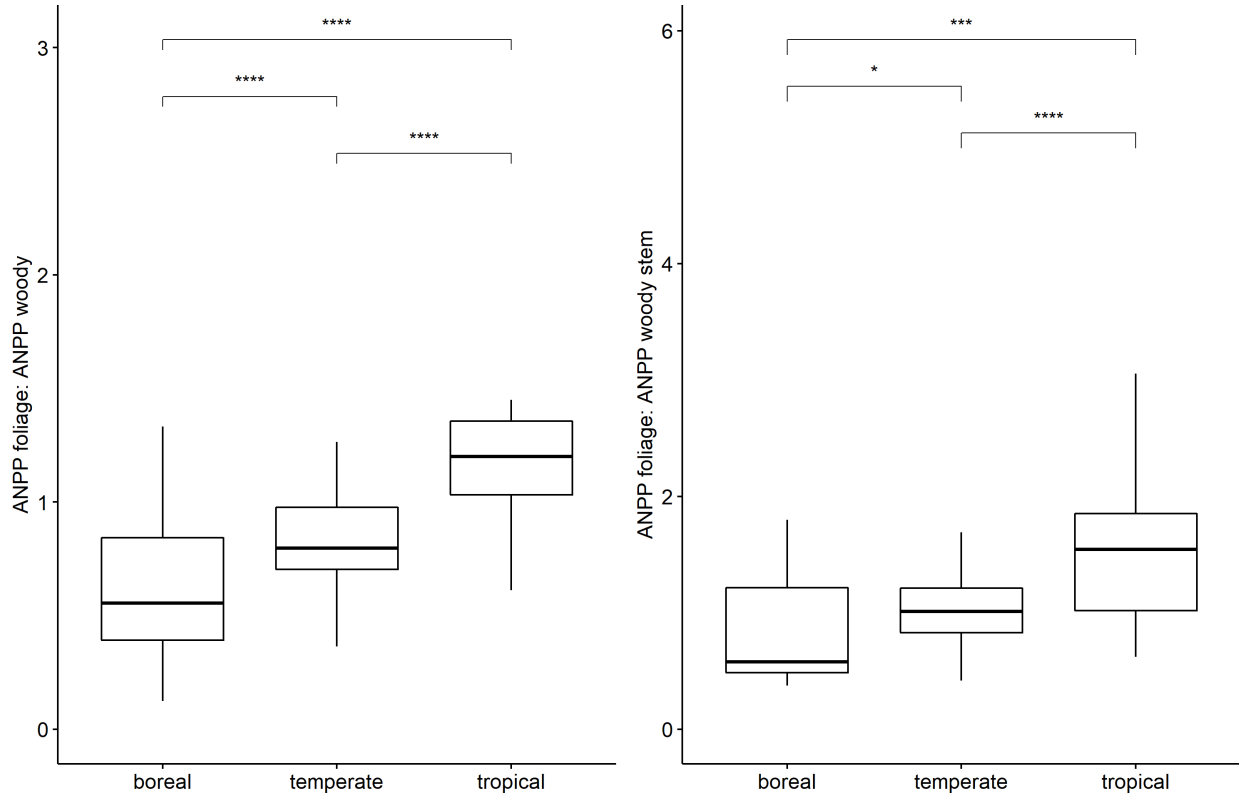 ANPP foliage: ANPP woody
3
2
1
0
****
****
****
boreal
temperate
tropical
ANPP foliage: ANPP woody stem
6
4
2
0
***
*
****
boreal
temperate
tropical